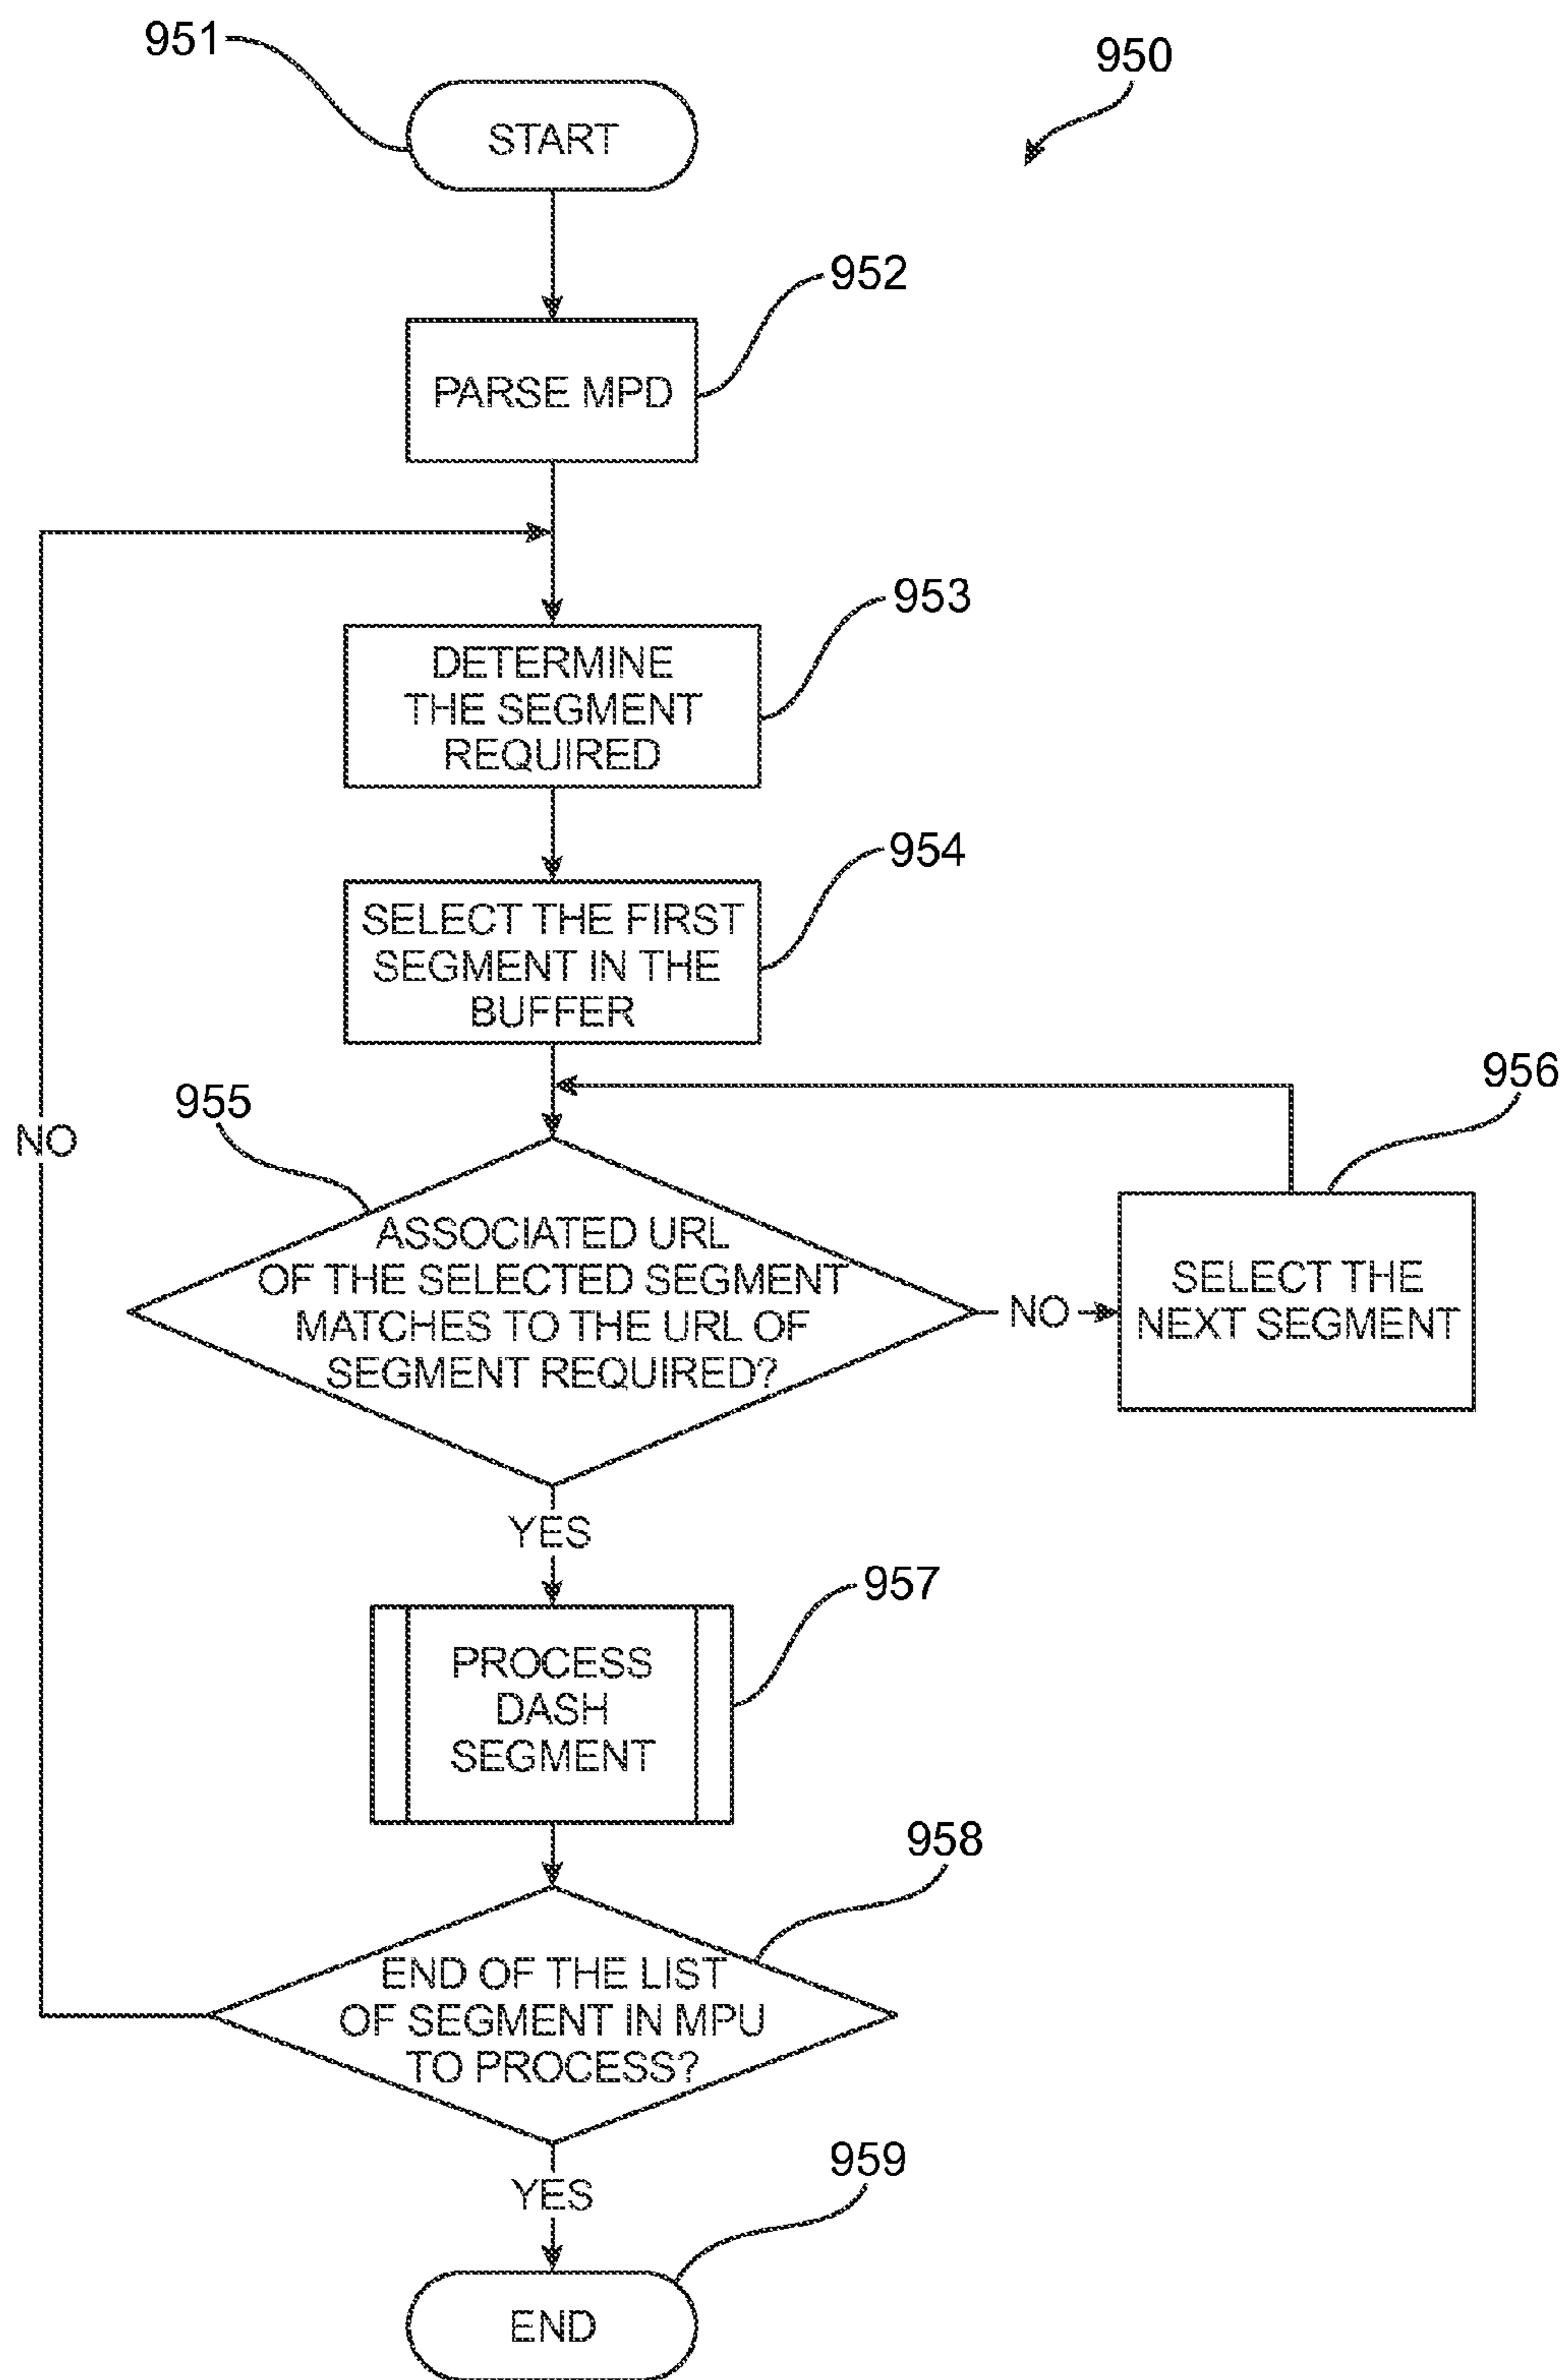 951
950
START
952
PARSE MPD
953
DETERMINE
THE SEGMENT
REQUIRED
954
SELECT THE FIRST
SEGMENT IN THE
BUFFER
956
955
NO
ASSOCIATED URL
OF THE SELECTED SEGMENT
MATCHES TO THE URL OF
SEGMENT REQUIRED?
NO
SELECT THE
NEXT SEGMENT
YES
957
PROCESS
DASH
SEGMENT
958
END OF THE LIST
OF SEGMENT IN MPU
TO PROCESS?
959
YES
END